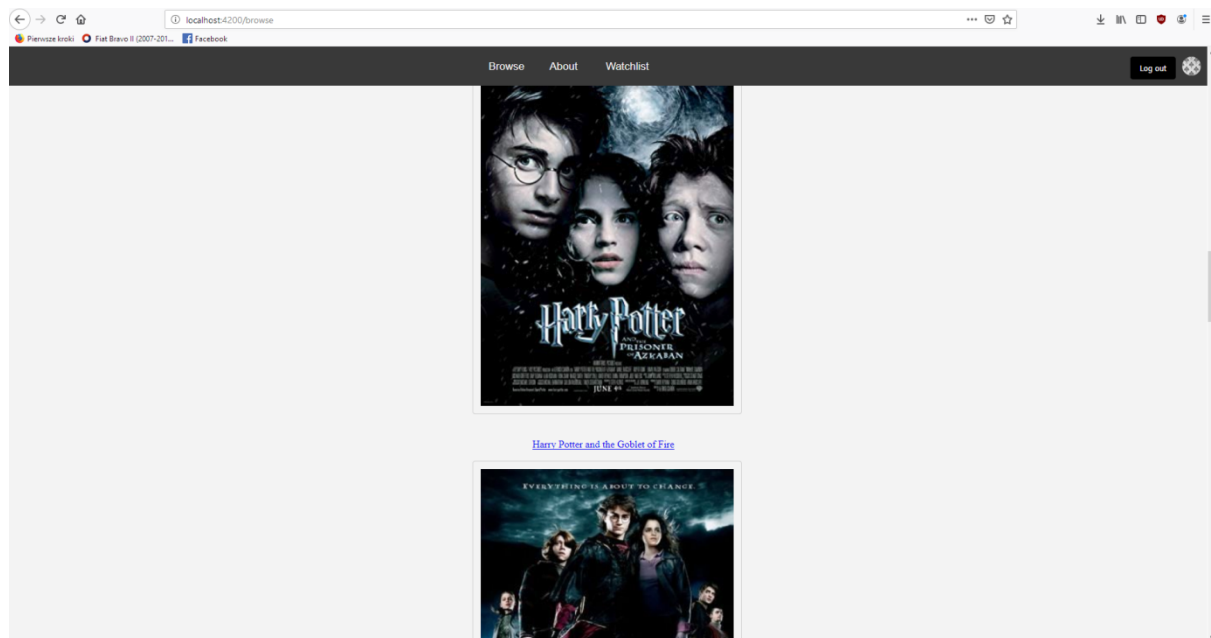 localhost:4200/browse
Pierwsze kroki Fiat Bravo II (2007-201... Facebook
Browse About Watchlist Log out
Harry Potter
AND THE
PRISONER
OF AZKABAN
JUNE 4th
Harry Potter and the Goblet of Fire
EVERYTHING IS ABOUT TO CHANGE.